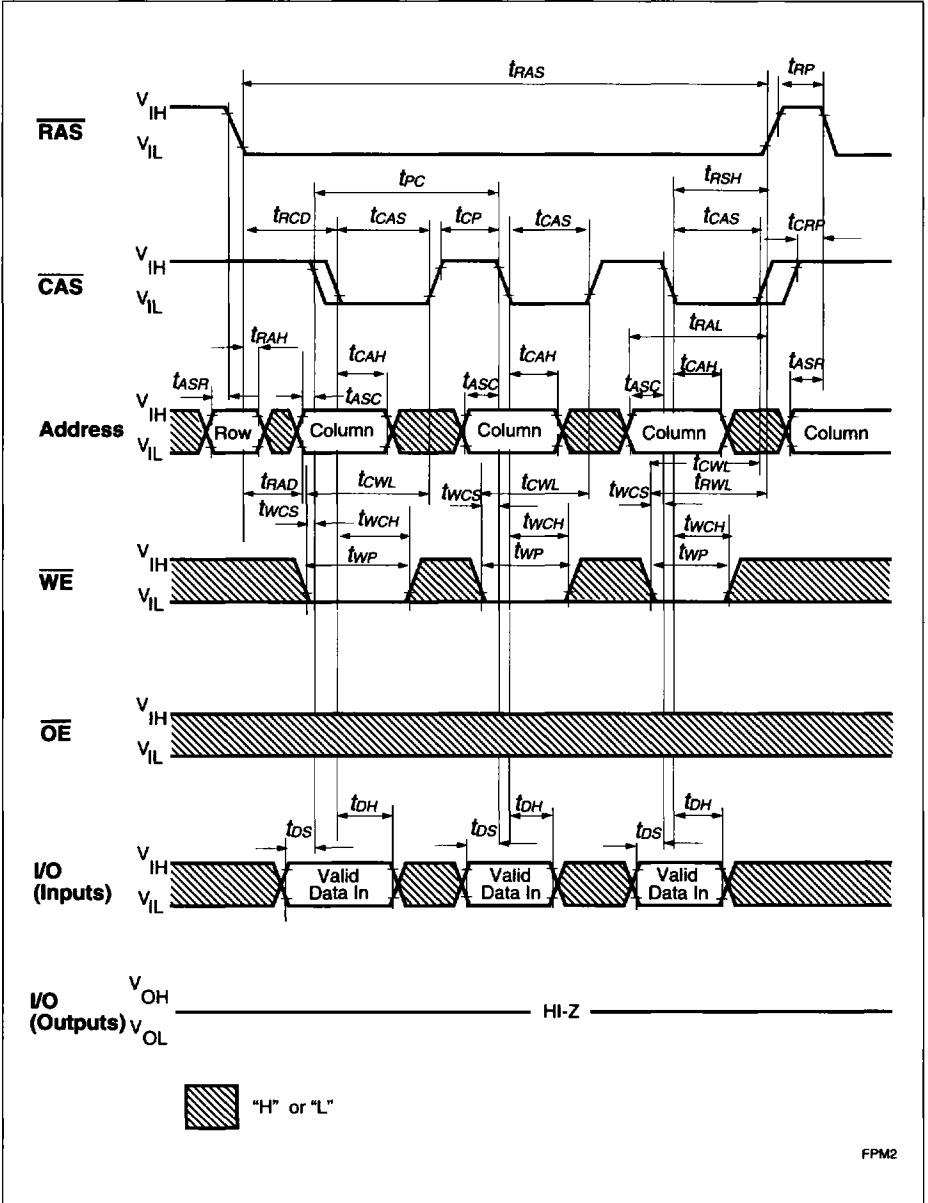 tRAS
tRP
RAS
VIH
VIL
tPC
tRSH
tRCD
tCAS
tCP
tCAS
tCAS
tCRP
CAS
VIH
VIL
tRAH
tRAL
tCAH
tCAH
tCAH
tASR
tASC
tASC
tASC
tASR
Address
VIH
VIL
Row
Column
Column
Column
Column
tCWL
tRAD
tCWL
tCWL
tRWL
tWCS
tWCS
tWCS
tWCH
tWCH
tWCH
tWP
tWP
tWP
WE
VIH
VIL
OE
VIH
VIL
tDH
tDH
tDH
tDS
tDS
tDS
I/O
(Inputs)
VIH
VIL
Valid
Data In
Valid
Data In
Valid
Data In
I/O
(Outputs)
VOH
VOL
HI-Z
“H” or “L”
FPM2